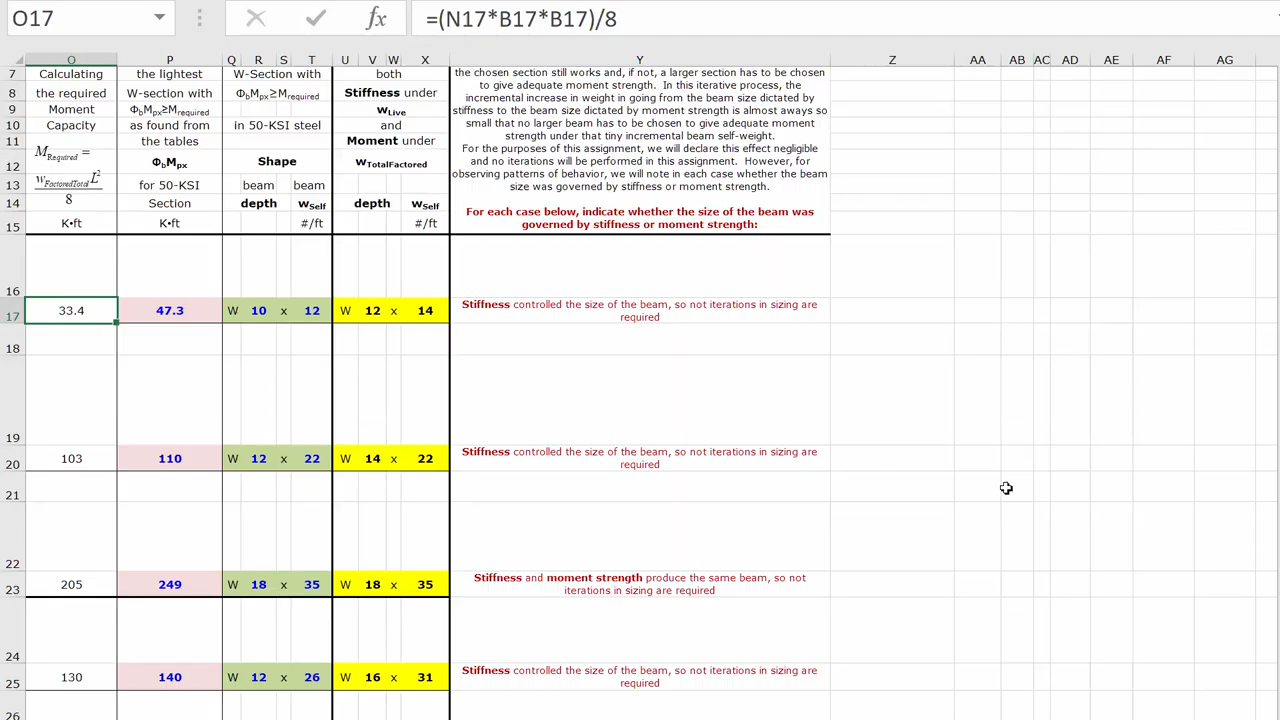 O17 fx =(N17*B17*B17)/8
O P Q R S T U V W X Y Z AA AB AC AD AE AF AG
7 Calculating the lightest W-Section with both the chosen section still works and, if not, a larger section has to be chosen
8 the required W-section with ΦbMpx≥Mrequired Stiffness under to give adequate moment strength. In this iterative process, the
incremental increase in weight in going from the beam size dictated by
9 Moment ΦbMpx≥Mrequired wLive stiffness to the beam size dictated by moment strength is almost aways so
10 Capacity as found from in 50-KSI steel and small that no larger beam has to be chosen to give adequate moment
11 the tables Moment under strength under that tiny incremental beam self-weight.
For the purposes of this assignment, we will declare this effect negligible
12 MRequired = ΦbMpx Shape wTotalFactored and no iterations will be performed in this assignment. However, for
observing patterns of behavior, we will note in each case whether the beam
13 wFactoredTotal L² for 50-KSI beam beam size was governed by stiffness or moment strength.
14 8 Section depth wSelf depth wSelf For each case below, indicate whether the size of the beam was
15 K•ft K•ft #/ft #/ft governed by stiffness or moment strength:
16
17 33.4 47.3 W 10 x 12 W 12 x 14 Stiffness controlled the size of the beam, so not iterations in sizing are
required
18
19
20 103 110 W 12 x 22 W 14 x 22 Stiffness controlled the size of the beam, so not iterations in sizing are
required
21
22
23 205 249 W 18 x 35 W 18 x 35 Stiffness and moment strength produce the same beam, so not
iterations in sizing are required
24
25 130 140 W 12 x 26 W 16 x 31 Stiffness controlled the size of the beam, so not iterations in sizing are
required
26